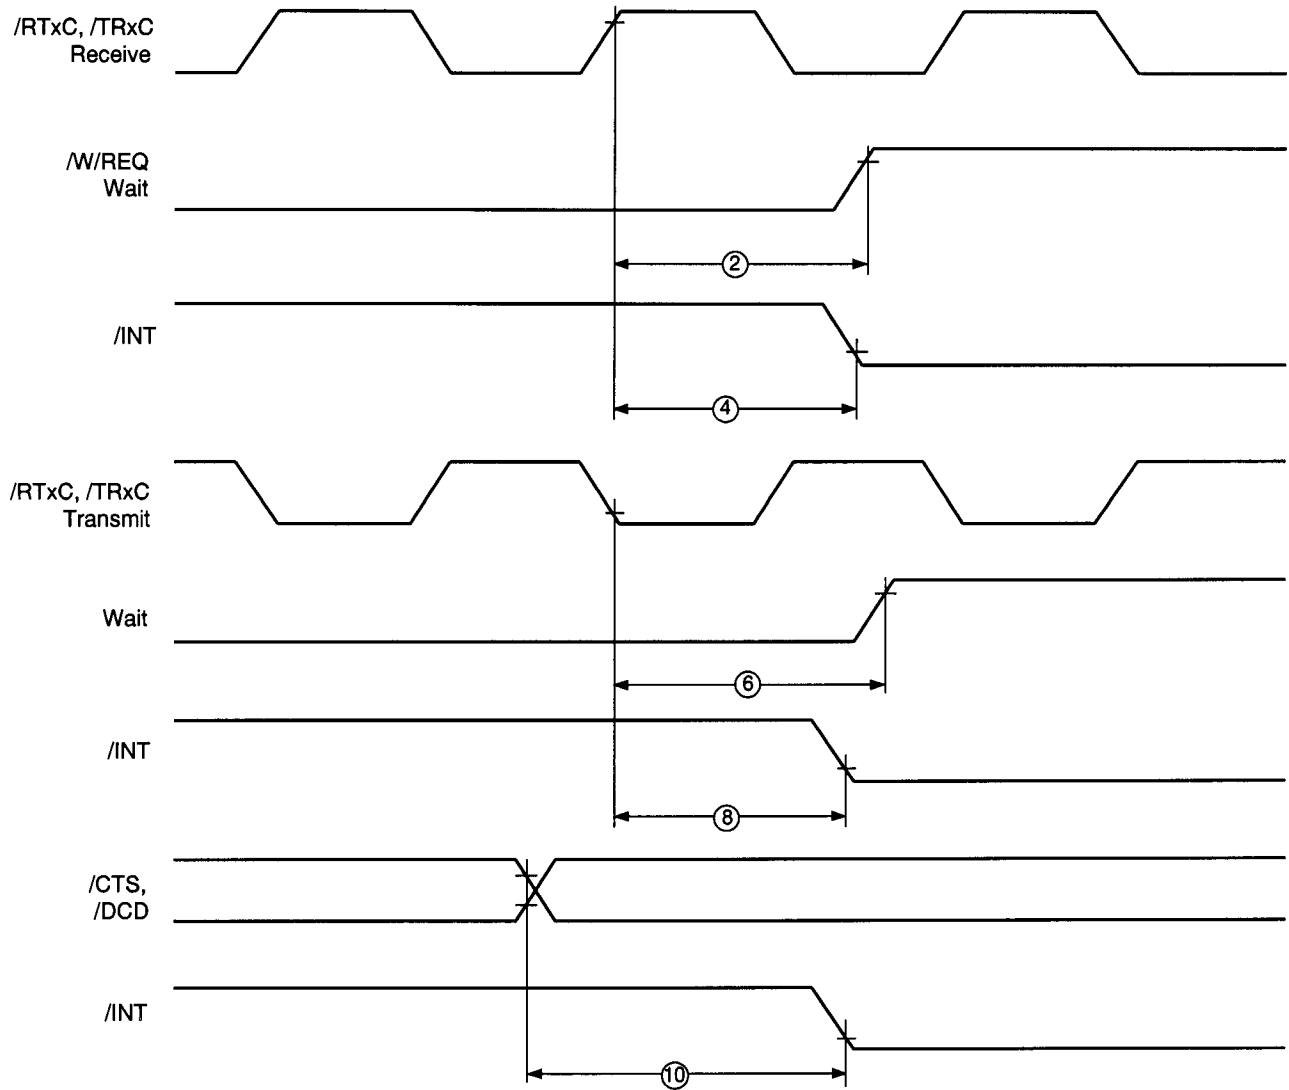 /RTxC, /TRxC
Receive
/W/REQ
Wait
2
/INT
4
/RTxC, /TRxC
Transmit
Wait
6
/INT
8
/CTS,
/DCD
/INT
10